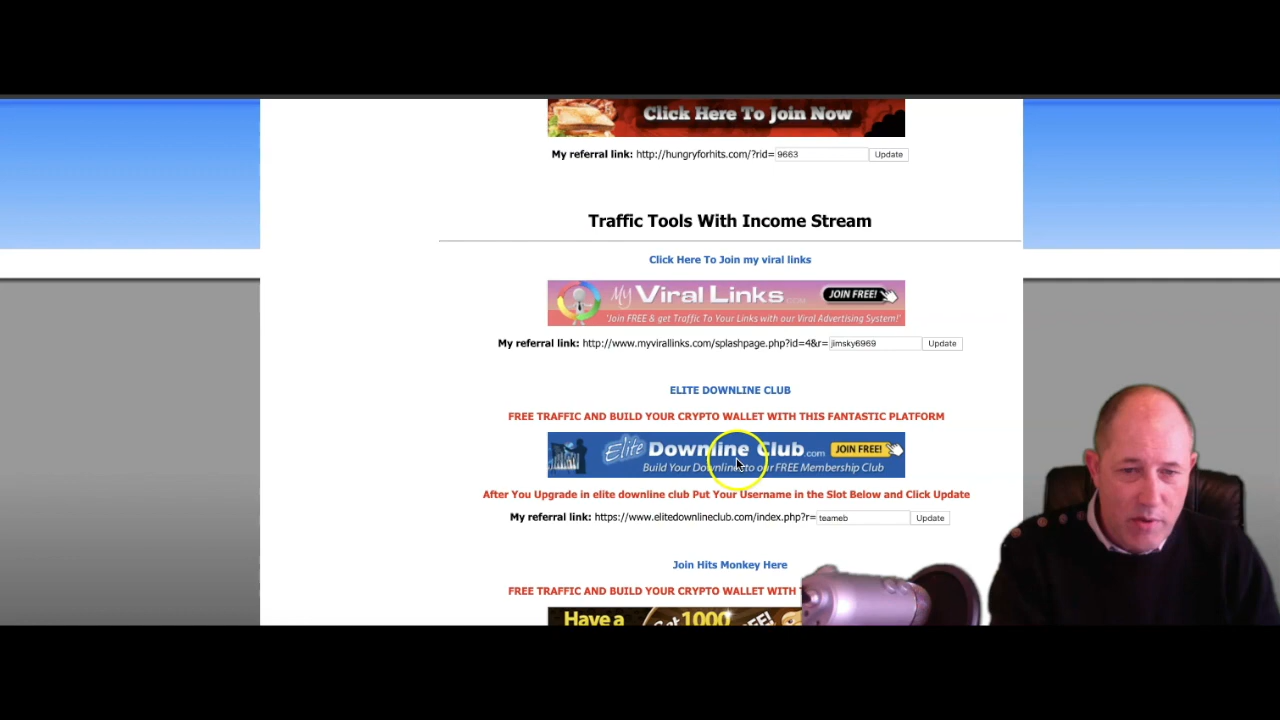 Click Here To Join Now
My referral link: http://hungryforhits.com/?rid= 9663 Update
Traffic Tools With Income Stream
Click Here To Join my viral links
My Viral Links .COM JOIN FREE!
'Join FREE & get Traffic To Your Links with our Viral Advertising System!'
My referral link: http://www.myvirallinks.com/splashpage.php?id=4&r= jimsky6969 Update
ELITE DOWNLINE CLUB
FREE TRAFFIC AND BUILD YOUR CRYPTO WALLET WITH THIS FANTASTIC PLATFORM
Elite Downline Club.com JOIN FREE!
Build Your Downline to our FREE Membership Club
After You Upgrade in elite downline club Put Your Username in the Slot Below and Click Update
My referral link: https://www.elitedownlineclub.com/index.php?r= teameb Update
Join Hits Monkey Here
FREE TRAFFIC AND BUILD YOUR CRYPTO WALLET WITH
Have a Get 1000 FREE!